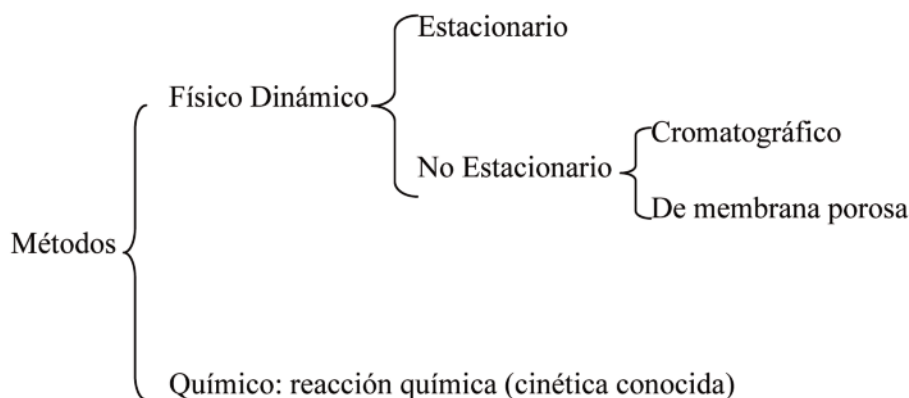 Estacionario
Físico Dinámico
Cromatográfico
No Estacionario
De membrana porosa
Métodos
Químico: reacción química (cinética conocida)